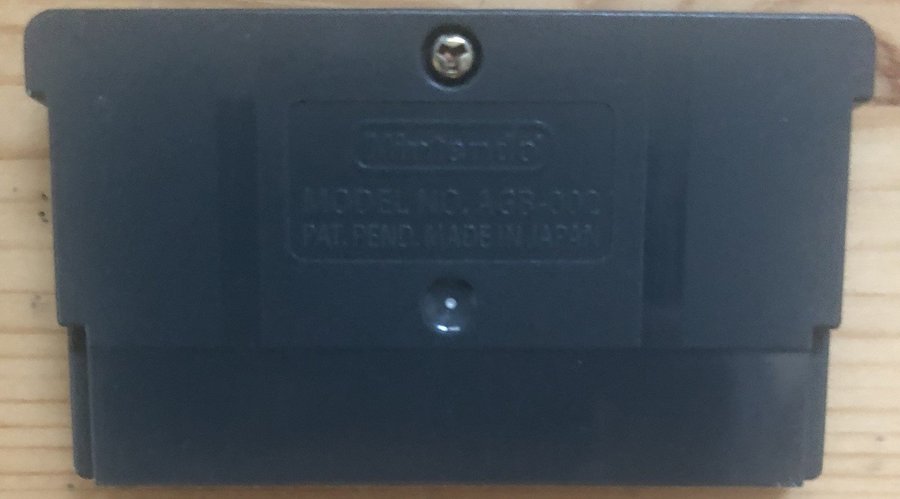 Nintendo®
MODEL NO. AGB-002
PAT. PEND. MADE IN JAPAN